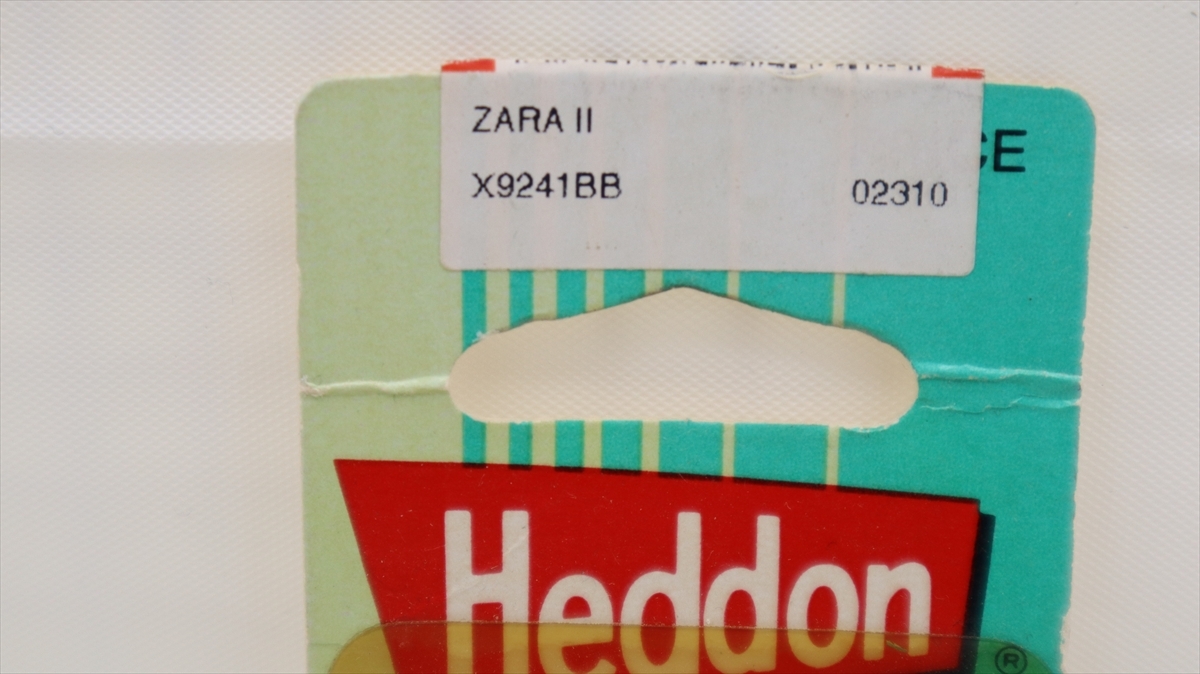 ZARA II
X9241BB 02310
CE
Heddon
®